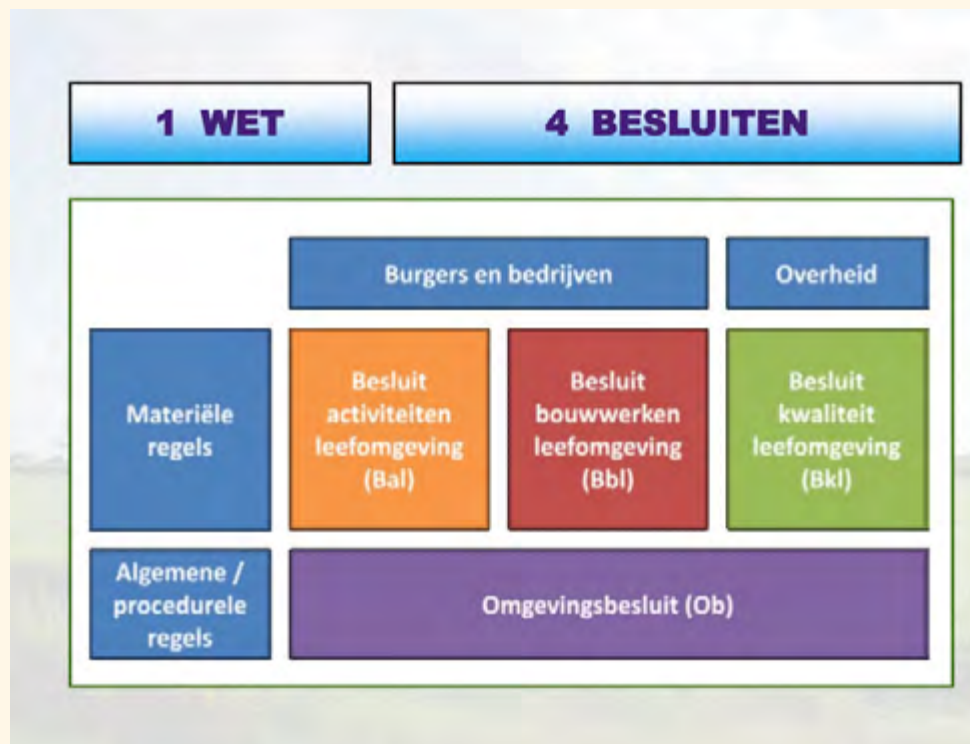 1 WET
4 BESLUITEN
Burgers en bedrijven
Overheid
Materiële
regels
Besluit
activiteiten
leefomgeving
(Bal)
Besluit
bouwwerken
leefomgeving
(Bbl)
Besluit
kwaliteit
leefomgeving
(Bkl)
Algemene /
procedurele
regels
Omgevingsbesluit (Ob)